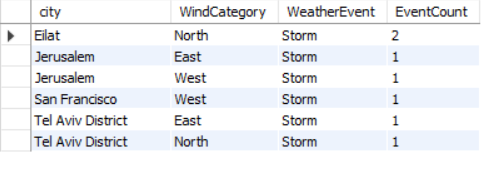 city WindCategory WeatherEvent EventCount
Eilat North Storm 2
Jerusalem East Storm 1
Jerusalem West Storm 1
San Francisco West Storm 1
Tel Aviv District East Storm 1
Tel Aviv District North Storm 1